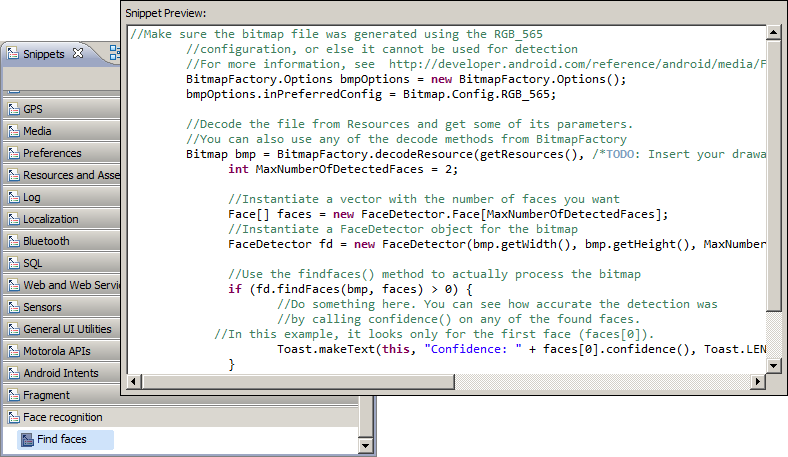 Snippet Preview:
//Make sure the bitmap file was generated using the RGB_565
//configuration, or else it cannot be used for detection
//For more information, see  http://developer.android.com/reference/android/media/F
BitmapFactory.Options bmpOptions = new BitmapFactory.Options();
bmpOptions.inPreferredConfig = Bitmap.Config.RGB_565;
//Decode the file from Resources and get some of its parameters.
//You can also use any of the decode methods from BitmapFactory
Bitmap bmp = BitmapFactory.decodeResource(getResources(), /*TODO: Insert your drawa
int MaxNumberOfDetectedFaces = 2;
//Instantiate a vector with the number of faces you want
Face[] faces = new FaceDetector.Face[MaxNumberOfDetectedFaces];
//Instantiate a FaceDetector object for the bitmap
FaceDetector fd = new FaceDetector(bmp.getWidth(), bmp.getHeight(), MaxNumber
//Use the findfaces() method to actually process the bitmap
if (fd.findFaces(bmp, faces) > 0) {
//Do something here. You can see how accurate the detection was
//by calling confidence() on any of the found faces.
//In this example, it looks only for the first face (faces[0]).
Toast.makeText(this, "Confidence: " + faces[0].confidence(), Toast.LEN
}
Snippets
GPS
Media
Preferences
Resources and Asse
Log
Localization
Bluetooth
SQL
Web and Web Servic
Sensors
General UI Utilities
Motorola APIs
Android Intents
Fragment
Face recognition
Find faces